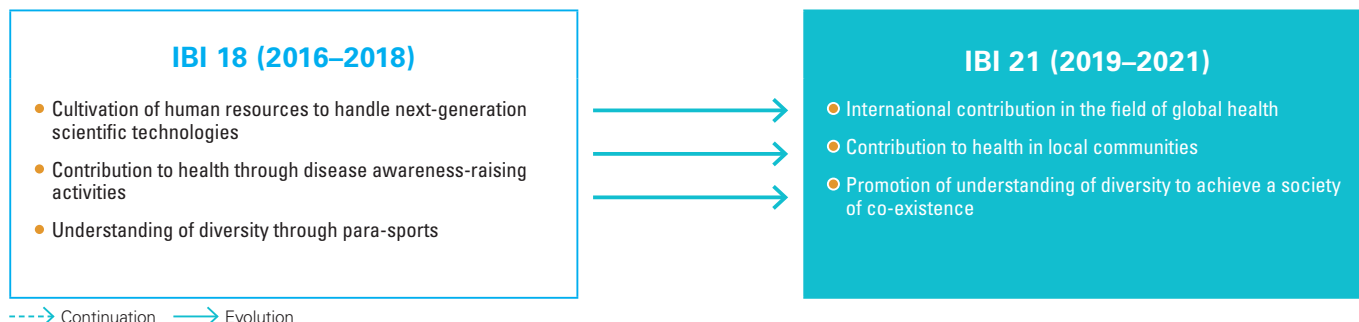 IBI 18 (2016–2018)
• Cultivation of human resources to handle next-generation
scientific technologies
• Contribution to health through disease awareness-raising
activities
• Understanding of diversity through para-sports
IBI 21 (2019–2021)
• International contribution in the field of global health
• Contribution to health in local communities
• Promotion of understanding of diversity to achieve a society
of co-existence
Continuation
Evolution